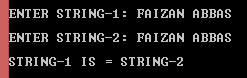 ENTER STRING-1: FAIZAN ABBAS
ENTER STRING-2: FAIZAN ABBAS
STRING-1 IS = STRING-2